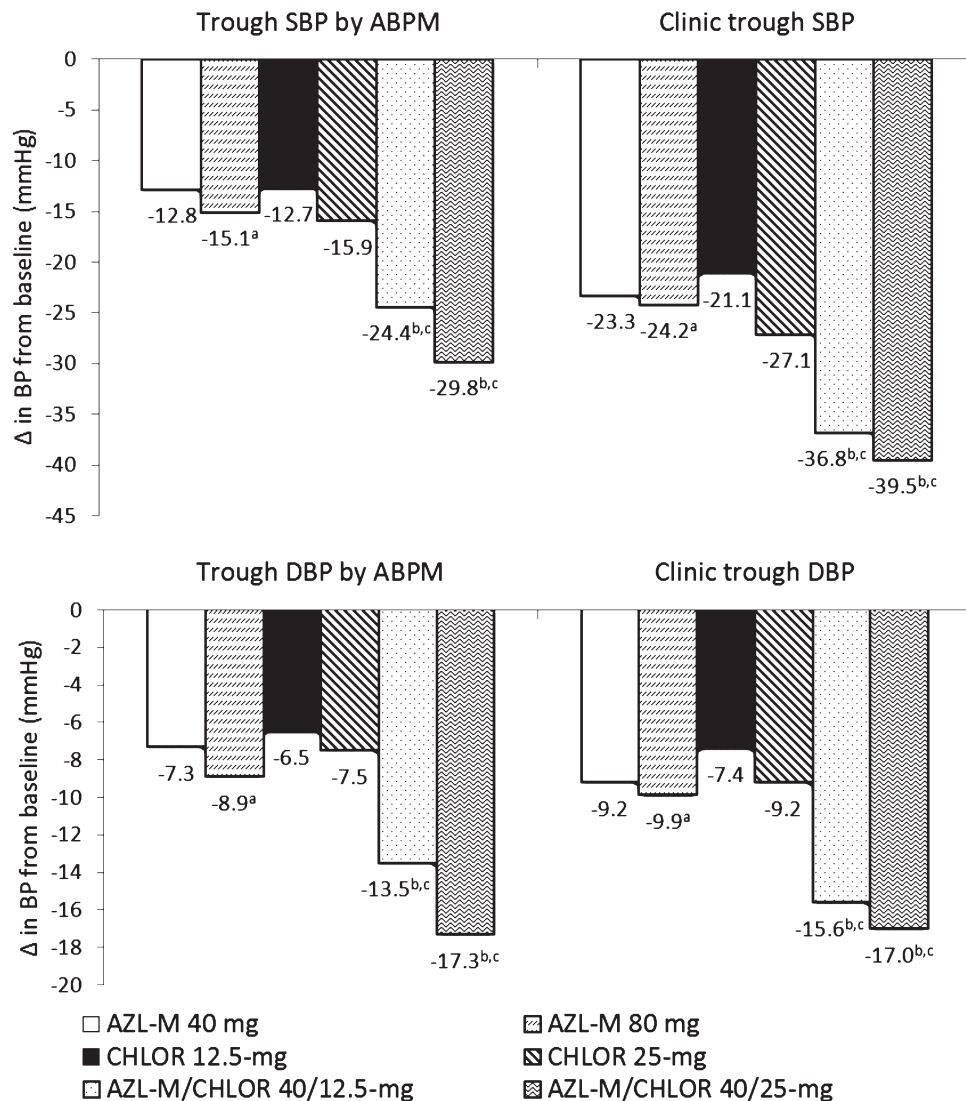 Trough SBP by ABPM
Clinic trough SBP
Δ in BP from baseline (mmHg)
0
-5
-10
-15
-20
-25
-30
-35
-40
-45
-12.8
-15.1a
-12.7
-15.9
-24.4b,c
-29.8b,c
-23.3
-24.2a
-21.1
-27.1
-36.8b,c
-39.5b,c
Trough DBP by ABPM
Clinic trough DBP
Δ in BP from baseline (mmHg)
0
-2
-4
-6
-8
-10
-12
-14
-16
-18
-20
-7.3
-8.9a
-6.5
-7.5
-13.5b,c
-17.3b,c
-9.2
-9.9a
-7.4
-9.2
-15.6b,c
-17.0b,c
AZL-M 40 mg
AZL-M 80 mg
CHLOR 12.5-mg
CHLOR 25-mg
AZL-M/CHLOR 40/12.5-mg
AZL-M/CHLOR 40/25-mg